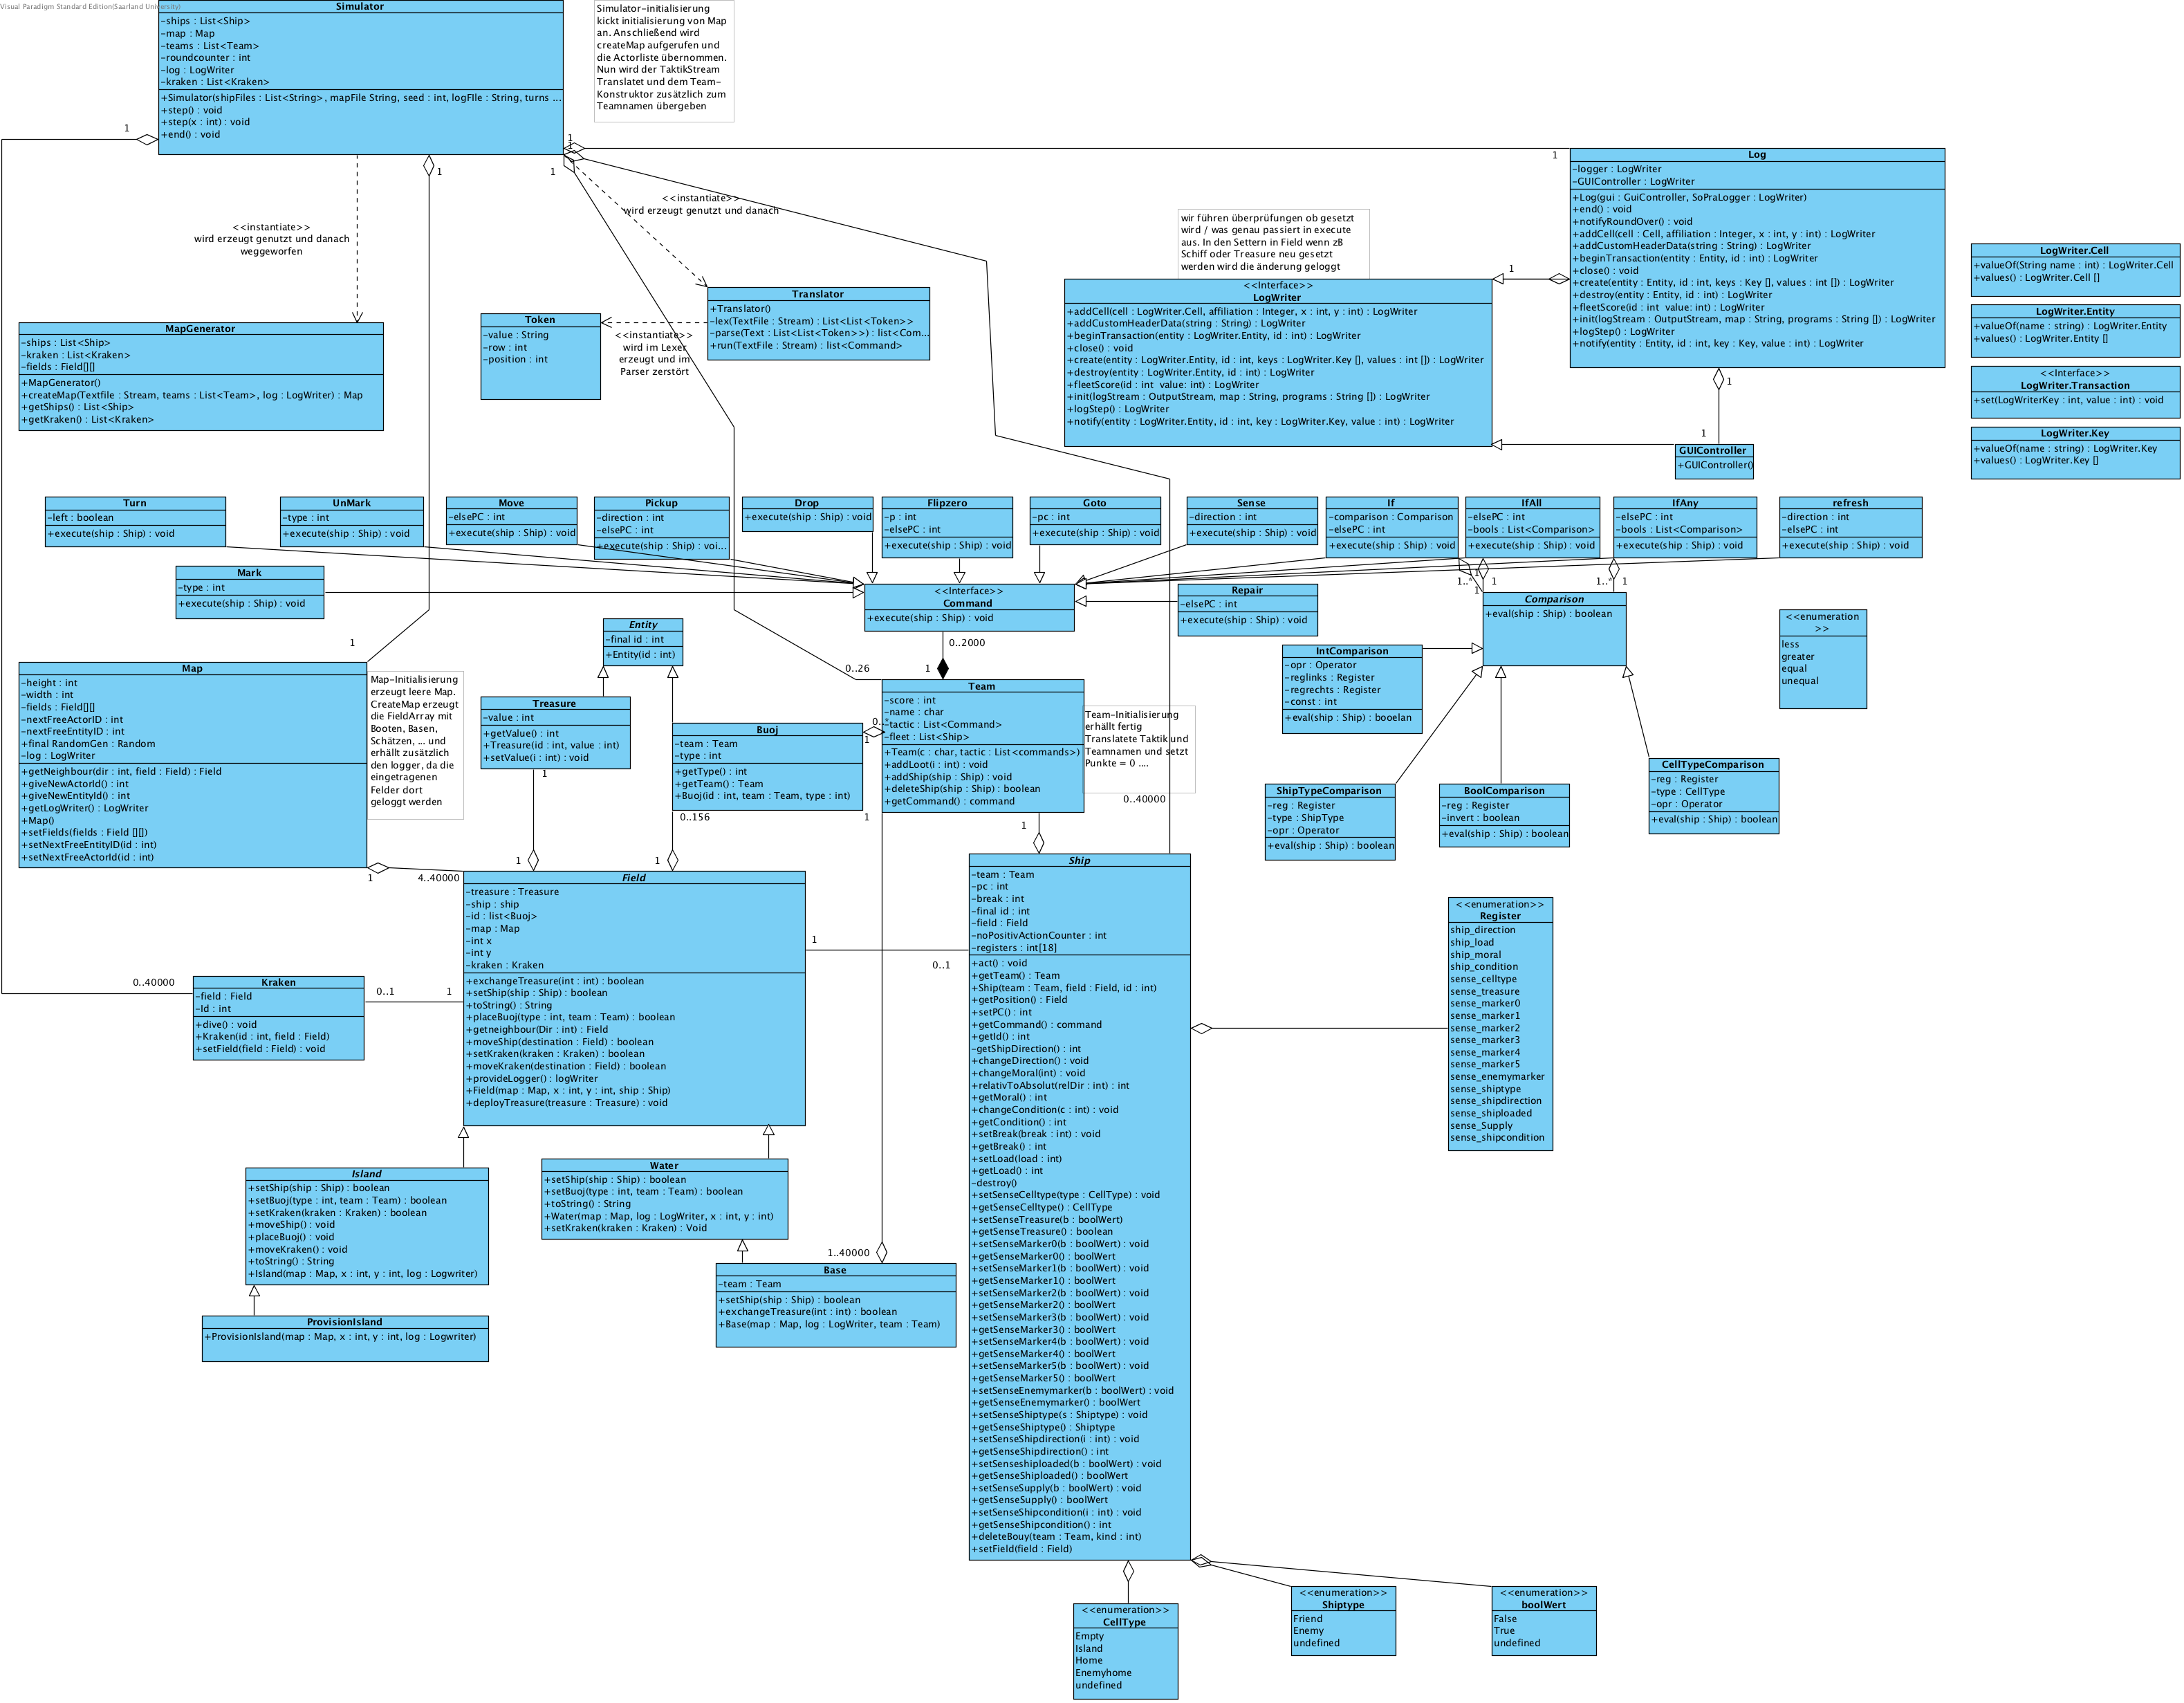 Visual Paradigm Standard Edition(Saarland University)
Simulator
-ships : List<Ship>
-map : Map
-teams : List<Team>
-roundcounter : int
-log : LogWriter
-kraken : List<Kraken>
+Simulator(shipFiles : List<String>, mapFile String, seed : int, logFIle : String, turns ...
+step() : void
+step(x : int) : void
+end() : void
Simulator-initialisierung
kickt initialisierung von Map
an. Anschließend wird
createMap aufgerufen und
die Actorliste übernommen.
Nun wird der TaktikStream
Translatet und dem Team-
Konstruktor zusätzlich zum
Teamnamen übergeben
1
1
1
1
1
1
<<instantiate>>
wird erzeugt genutzt und danach
weggeworfen
<<instantiate>>
wird erzeugt genutzt und danach
Log
-logger : LogWriter
-GUIController : LogWriter
+Log(gui : GuiController, SoPraLogger : LogWriter)
+end() : void
+notifyRoundOver() : void
+addCell(cell : Cell, affiliation : Integer, x : int, y : int) : LogWriter
+addCustomHeaderData(string : String) : LogWriter
+beginTransaction(entity : Entity, id : int) : LogWriter
+close() : void
+create(entity : Entity, id : int, keys : Key [], values : int []) : LogWriter
+destroy(entity : Entity, id : int) : LogWriter
+fleetScore(id : int  value: int) : LogWriter
+init(logStream : OutputStream, map : String, programs : String []) : LogWriter
+logStep() : LogWriter
+notify(entity : Entity, id : int, key : Key, value : int) : LogWriter
wir führen überprüfungen ob gesetzt
wird / was genau passiert in execute
aus. In den Settern in Field wenn zB
Schiff oder Treasure neu gesetzt
werden wird die änderung geloggt
1
<<Interface>>
LogWriter
+addCell(cell : LogWriter.Cell, affiliation : Integer, x : int, y : int) : LogWriter
+addCustomHeaderData(string : String) : LogWriter
+beginTransaction(entity : LogWriter.Entity, id : int) : LogWriter
+close() : void
+create(entity : LogWriter.Entity, id : int, keys : LogWriter.Key [], values : int []) : LogWriter
+destroy(entity : LogWriter.Entity, id : int) : LogWriter
+fleetScore(id : int  value: int) : LogWriter
+init(logStream : OutputStream, map : String, programs : String []) : LogWriter
+logStep() : LogWriter
+notify(entity : LogWriter.Entity, id : int, key : LogWriter.Key, value : int) : LogWriter
1
1
GUIController
+GUIController()
LogWriter.Cell
+valueOf(String name : int) : LogWriter.Cell
+values() : LogWriter.Cell []
LogWriter.Entity
+valueOf(name : string) : LogWriter.Entity
+values() : LogWriter.Entity []
<<Interface>>
LogWriter.Transaction
+set(LogWriterKey : int, value : int) : void
LogWriter.Key
+valueOf(name : string) : LogWriter.Key
+values() : LogWriter.Key []
MapGenerator
-ships : List<Ship>
-kraken : List<Kraken>
-fields : Field[][]
+MapGenerator()
+createMap(Textfile : Stream, teams : List<Team>, log : LogWriter) : Map
+getShips() : List<Ship>
+getKraken() : List<Kraken>
Token
-value : String
-row : int
-position : int
<<instantiate>>
wird im Lexer
erzeugt und im
Parser zerstört
Translator
+Translator()
-lex(TextFile : Stream) : List<List<Token>>
-parse(Text : List<List<Token>>) : list<Com...
+run(TextFile : Stream) : list<Command>
Turn
-left : boolean
+execute(ship : Ship) : void
UnMark
-type : int
+execute(ship : Ship) : void
Move
-elsePC : int
+execute(ship : Ship) : void
Pickup
-direction : int
-elsePC : int
+execute(ship : Ship) : voi...
Drop
+execute(ship : Ship) : void
Flipzero
-p : int
-elsePC : int
+execute(ship : Ship) : void
Goto
-pc : int
+execute(ship : Ship) : void
Sense
-direction : int
+execute(ship : Ship) : void
If
-comparison : Comparison
-elsePC : int
+execute(ship : Ship) : void
IfAll
-elsePC : int
-bools : List<Comparison>
+execute(ship : Ship) : void
IfAny
-elsePC : int
-bools : List<Comparison>
+execute(ship : Ship) : void
refresh
-direction : int
-elsePC : int
+execute(ship : Ship) : void
Mark
-type : int
+execute(ship : Ship) : void
<<Interface>>
Command
+execute(ship : Ship) : void
Repair
-elsePC : int
+execute(ship : Ship) : void
1..*
1
1
1
1..*
1
Comparison
+eval(ship : Ship) : boolean
<<enumeration
>>
less
greater
equal
unequal
IntComparison
-opr : Operator
-reglinks : Register
-regrechts : Register
-const : int
+eval(ship : Ship) : booelan
ShipTypeComparison
-reg : Register
-type : ShipType
-opr : Operator
+eval(ship : Ship) : boolean
BoolComparison
-reg : Register
-invert : boolean
+eval(ship : Ship) : boolean
CellTypeComparison
-reg : Register
-type : CellType
-opr : Operator
+eval(ship : Ship) : boolean
Entity
-final id : int
+Entity(id : int)
0..2000
1
0..26
1
Map
-height : int
-width : int
-fields : Field[][]
-nextFreeActorID : int
-nextFreeEntityID : int
+final RandomGen : Random
-log : LogWriter
+getNeighbour(dir : int, field : Field) : Field
+giveNewActorId() : int
+giveNewEntityId() : int
+getLogWriter() : LogWriter
+Map()
+setFields(fields : Field [][])
+setNextFreeEntityID(id : int)
+setNextFreeActorId(id : int)
Map-Initialisierung
erzeugt leere Map.
CreateMap erzeugt
die FieldArray mit
Booten, Basen,
Schätzen, ... und
erhällt zusätzlich
den logger, da die
eingetragenen
Felder dort
geloggt werden
Treasure
-value : int
+getValue() : int
+Treasure(id : int, value : int)
+setValue(i : int) : void
1
Buoj
-team : Team
-type : int
+getType() : int
+getTeam() : Team
+Buoj(id : int, team : Team, type : int)
0..*
1
0..156
1
Team
-score : int
-name : char
-tactic : List<Command>
-fleet : List<Ship>
+Team(c : char, tactic : List<commands>)
+addLoot(i : int) : void
+addShip(ship : Ship) : void
+deleteShip(ship : Ship) : boolean
+getCommand() : command
Team-Initialisierung
erhällt fertig
Translatete Taktik und
Teamnamen und setzt
Punkte = 0 ....
0..40000
1
1
4..40000
1
1
Field
-treasure : Treasure
-ship : ship
-id : list<Buoj>
-map : Map
-int x
-int y
-kraken : Kraken
+exchangeTreasure(int : int) : boolean
+setShip(ship : Ship) : boolean
+toString() : String
+placeBuoj(type : int, team : Team) : boolean
+getneighbour(Dir : int) : Field
+moveShip(destination : Field) : boolean
+setKraken(kraken : Kraken) : boolean
+moveKraken(destination : Field) : boolean
+provideLogger() : logWriter
+Field(map : Map, x : int, y : int, ship : Ship)
+deployTreasure(treasure : Treasure) : void
1
0..1
0..40000
Kraken
-field : Field
-Id : int
+dive() : void
+Kraken(id : int, field : Field)
+setField(field : Field) : void
0..1
1
Island
+setShip(ship : Ship) : boolean
+setBuoj(type : int, team : Team) : boolean
+setKraken(kraken : Kraken) : boolean
+moveShip() : void
+placeBuoj() : void
+moveKraken() : void
+toString() : String
+Island(map : Map, x : int, y : int, log : Logwriter)
ProvisionIsland
+ProvisionIsland(map : Map, x : int, y : int, log : Logwriter)
Water
+setShip(ship : Ship) : boolean
+setBuoj(type : int, team : Team) : boolean
+toString() : String
+Water(map : Map, log : LogWriter, x : int, y : int)
+setKraken(kraken : Kraken) : Void
1..40000
Base
-team : Team
+setShip(ship : Ship) : boolean
+exchangeTreasure(int : int) : boolean
+Base(map : Map, log : LogWriter, team : Team)
Ship
-team : Team
-pc : int
-break : int
-final id : int
-field : Field
-noPositivActionCounter : int
-registers : int[18]
+act() : void
+getTeam() : Team
+Ship(team : Team, field : Field, id : int)
+getPosition() : Field
+setPC() : int
+getCommand() : command
+getId() : int
-getShipDirection() : int
+changeDirection() : void
+changeMoral(int) : void
+relativToAbsolut(relDir : int) : int
+getMoral() : int
+changeCondition(c : int) : void
+getCondition() : int
+setBreak(break : int) : void
+getBreak() : int
+setLoad(load : int)
+getLoad() : int
-destroy()
+setSenseCelltype(type : CellType) : void
+getSenseCelltype() : CellType
+setSenseTreasure(b : boolWert)
+getSenseTreasure() : boolean
+setSenseMarker0(b : boolWert) : void
+getSenseMarker0() : boolWert
+setSenseMarker1(b : boolWert) : void
+getSenseMarker1() : boolWert
+setSenseMarker2(b : boolWert) : void
+getSenseMarker2() : boolWert
+setSenseMarker3(b : boolWert) : void
+getSenseMarker3() : boolWert
+setSenseMarker4(b : boolWert) : void
+getSenseMarker4() : boolWert
+setSenseMarker5(b : boolWert) : void
+getSenseMarker5() : boolWert
+setSenseEnemymarker(b : boolWert) : void
+getSenseEnemymarker() : boolWert
+setSenseShiptype(s : Shiptype) : void
+getSenseShiptype() : Shiptype
+setSenseShipdirection(i : int) : void
+getSenseShipdirection() : int
+setSenseshiploaded(b : boolWert) : void
+getSenseShiploaded() : boolWert
+setSenseSupply(b : boolWert) : void
+getSenseSupply() : boolWert
+setSenseShipcondition(i : int) : void
+getSenseShipcondition() : int
+deleteBouy(team : Team, kind : int)
+setField(field : Field)
<<enumeration>>
Register
ship_direction
ship_load
ship_moral
ship_condition
sense_celltype
sense_treasure
sense_marker0
sense_marker1
sense_marker2
sense_marker3
sense_marker4
sense_marker5
sense_enemymarker
sense_shiptype
sense_shipdirection
sense_shiploaded
sense_Supply
sense_shipcondition
<<enumeration>>
CellType
Empty
Island
Home
Enemyhome
undefined
<<enumeration>>
Shiptype
Friend
Enemy
undefined
<<enumeration>>
boolWert
False
True
undefined